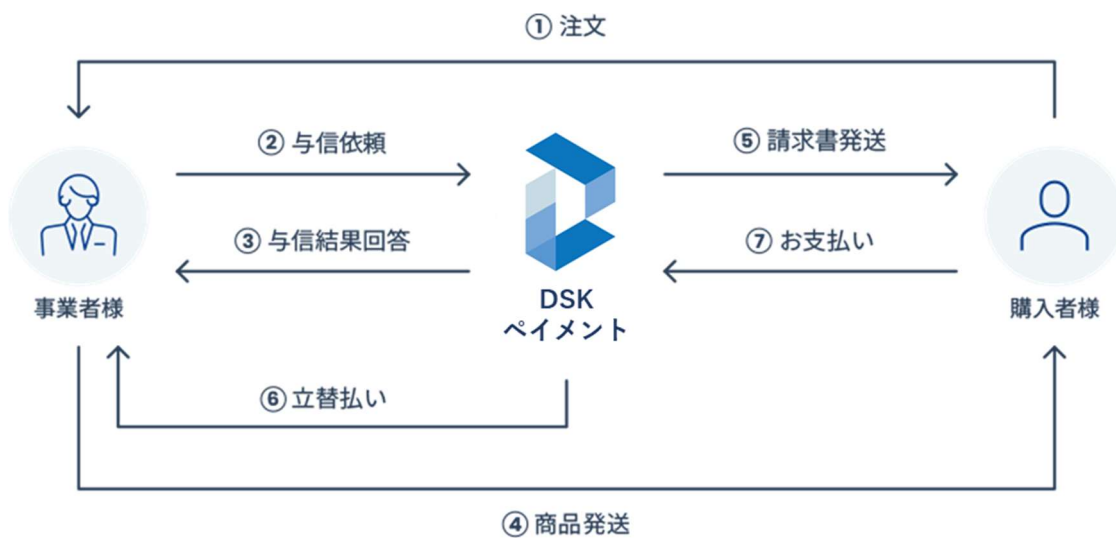 ① 注文
② 与信依頼
⑤ 請求書発送
③ 与信結果回答
⑦ お支払い
DSK
ペイメント
事業者様
購入者様
⑥ 立替払い
④ 商品発送